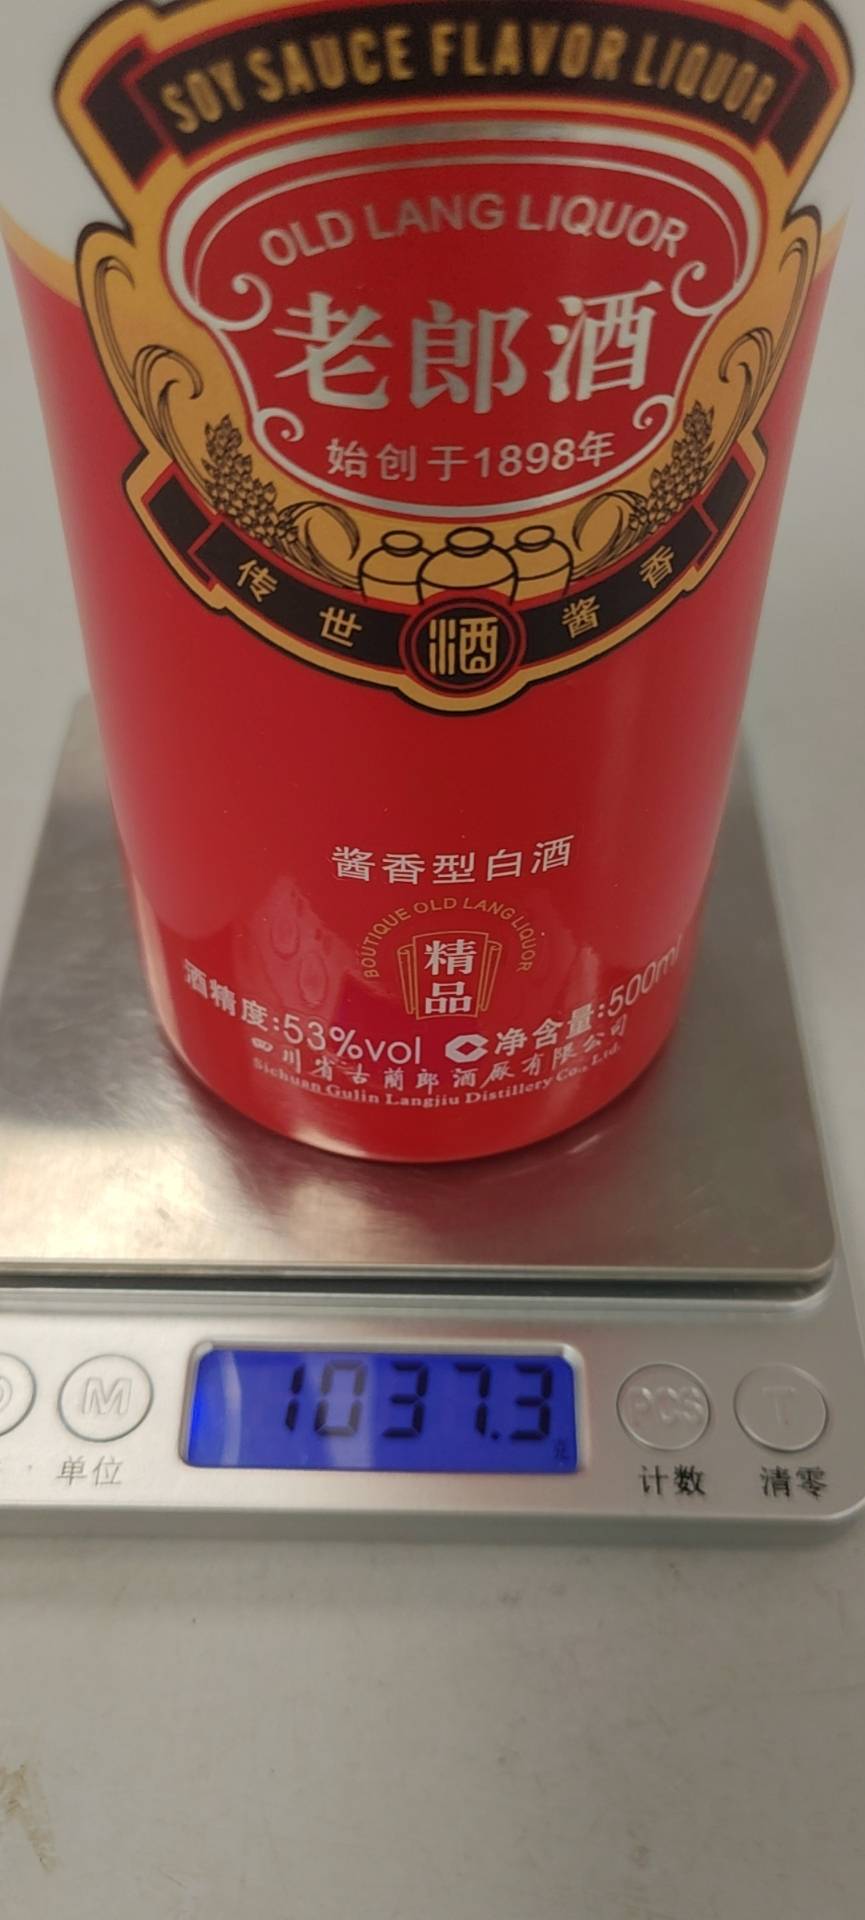 SOY SAUCE FLAVOR LIQUOR
OLD LANG LIQUOR
老郎酒
始创于1898年
传世酒酱香
酱香型白酒
BOUTIQUE OLD LANG LIQUOR
精
品
酒精度:53%vol 净含量:500ml
四川省古蔺郎酒厰有限公司
Sichuan Gulin Langjiu Distillery Co., Ltd.
1037.3
M PCS T
单位 计数 清零